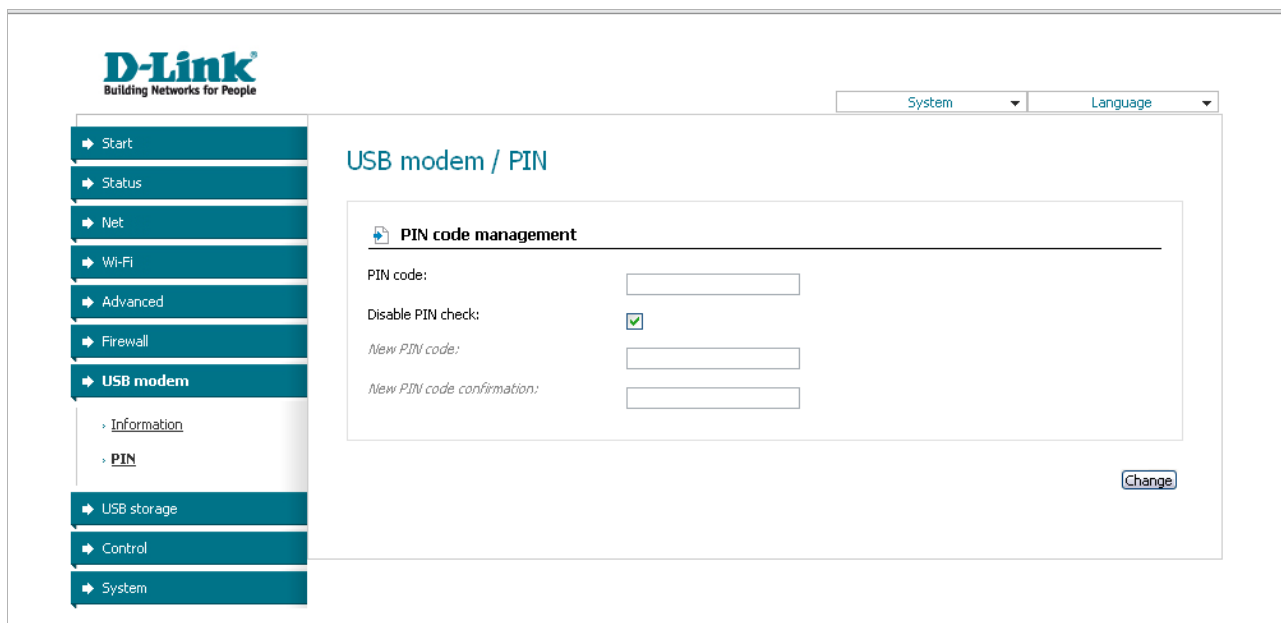 D-Link
Building Networks for People
System
Language
Start
Status
Net
Wi-Fi
Advanced
Firewall
USB modem
Information
PIN
USB storage
Control
System
USB modem / PIN
PIN code management
PIN code:
Disable PIN check:
New PIN code:
New PIN code confirmation:
Change